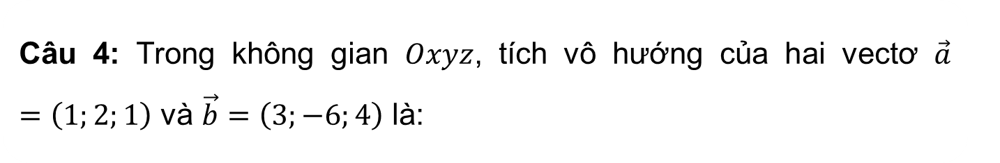 Câu 4: Trong không gian Oxyz, tích vô hướng của hai vectơ a⃗
= (1; 2; 1) và b⃗ = (3; −6; 4) là: